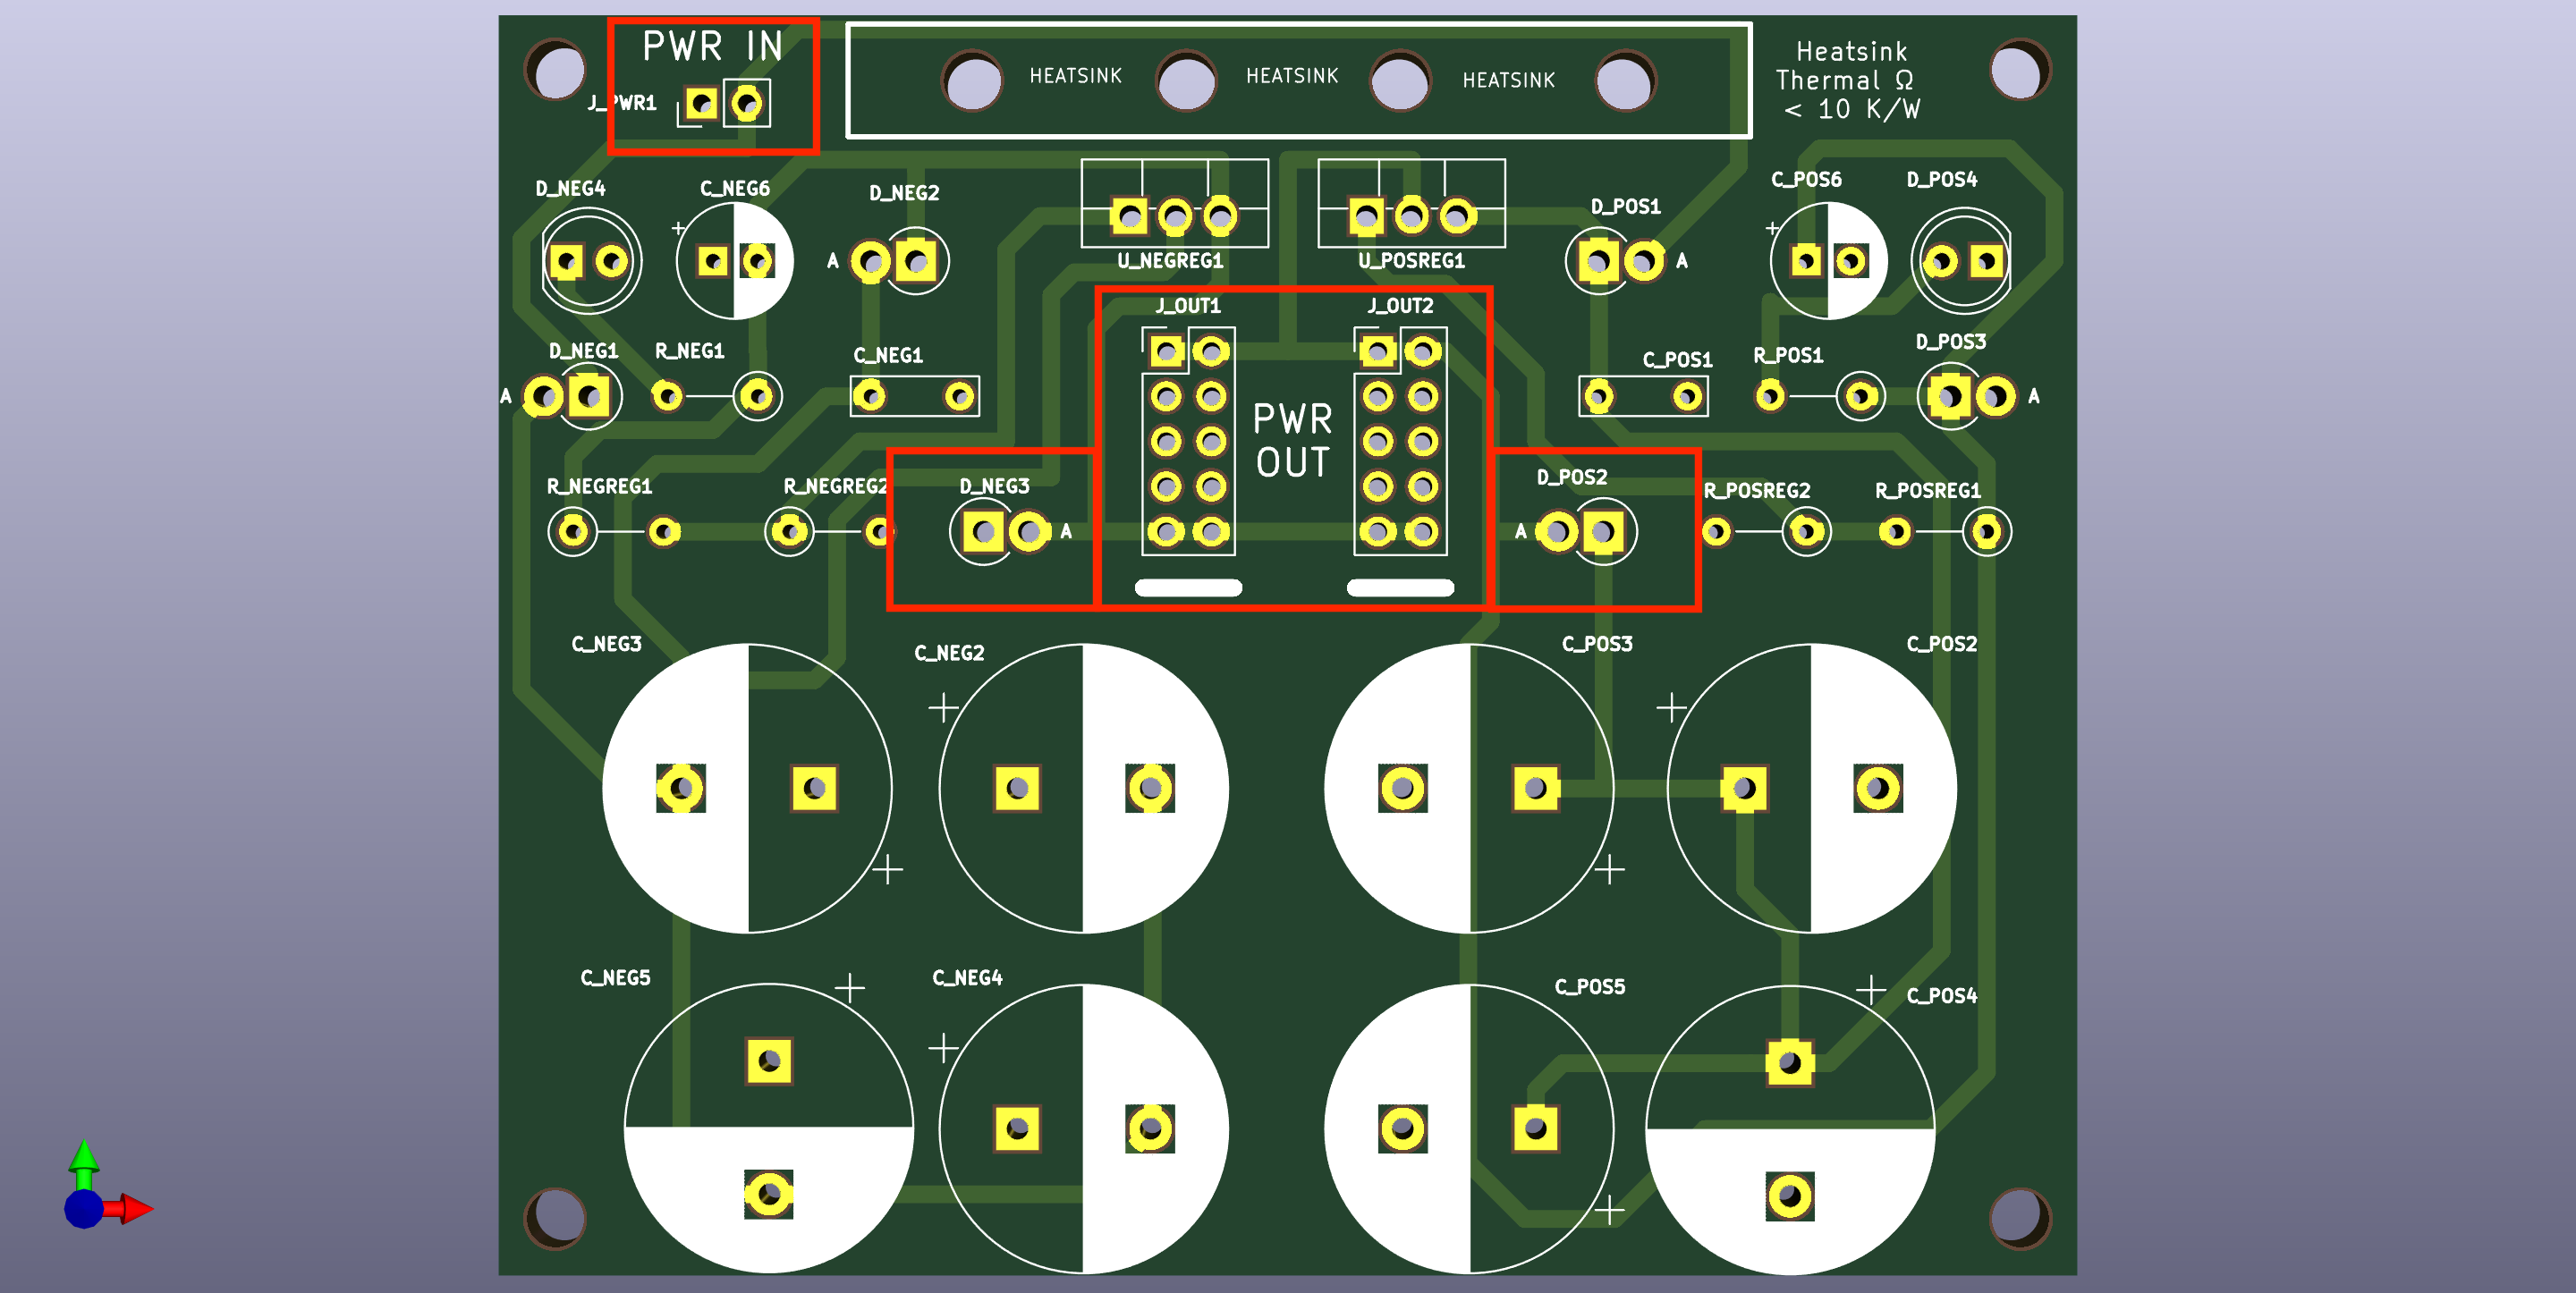 PWR IN
J_PWR1
HEATSINK
HEATSINK
HEATSINK
Heatsink
Thermal Ω
< 10 K/W
D_NEG4
C_NEG6
+
D_NEG2
A
U_NEGREG1
U_POSREG1
D_POS1
A
C_POS6
+
D_POS4
J_OUT1
J_OUT2
D_NEG1
A
R_NEG1
C_NEG1
PWR
OUT
C_POS1
R_POS1
D_POS3
A
R_NEGREG1
R_NEGREG2
D_NEG3
A
D_POS2
A
R_POSREG2
R_POSREG1
C_NEG3
+
C_NEG2
+
C_POS3
+
C_POS2
+
C_NEG5
+
C_NEG4
+
C_POS5
+
C_POS4
+